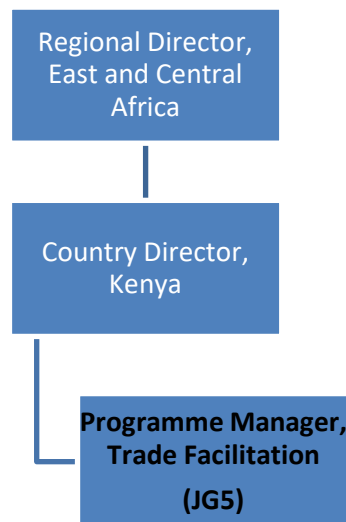 Regional Director,
East and Central
Africa
Country Director,
Kenya
Programme Manager,
Trade Facilitation
(JG5)